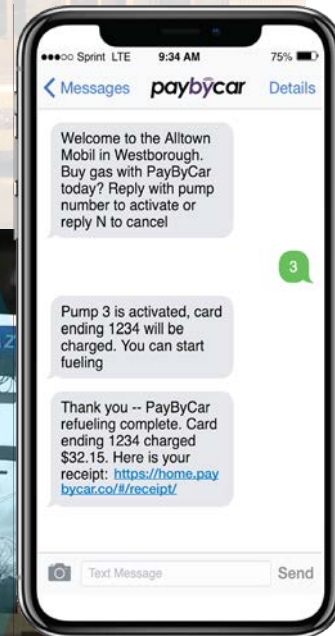 Sprint LTE 9:34 AM 75%
Messages paybycar Details
Welcome to the Alltown
Mobil in Westborough.
Buy gas with PayByCar
today? Reply with pump
number to activate or
reply N to cancel
3
Pump 3 is activated, card
ending 1234 will be
charged. You can start
fueling
Thank you -- PayByCar
refueling complete. Card
ending 1234 charged
$32.15. Here is your
receipt: https://home.pay
bycar.co/#/receipt/
Text Message Send